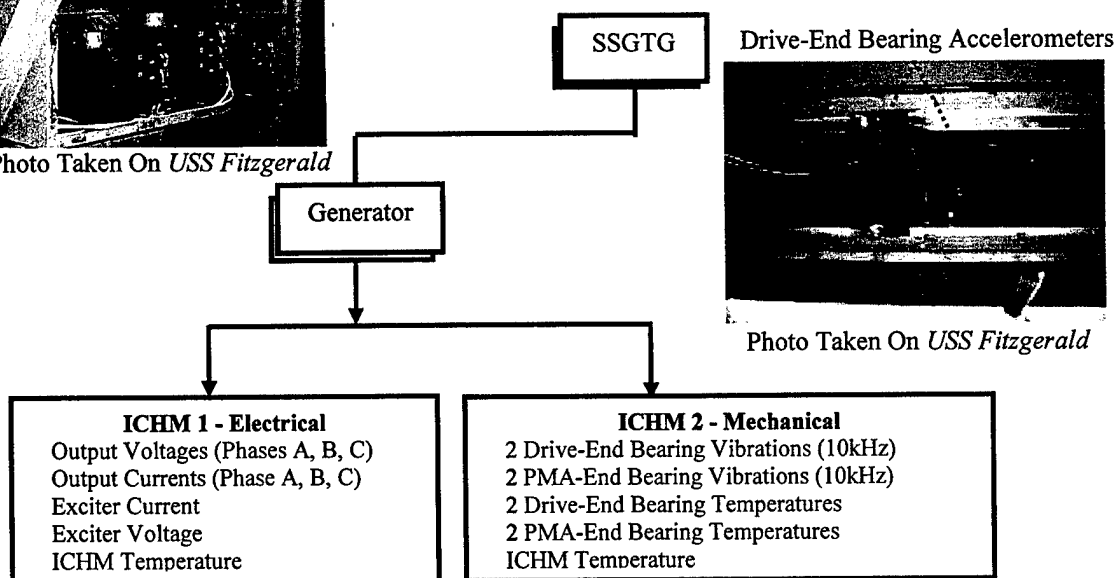 SSGTG
Drive-End Bearing Accelerometers
Photo Taken On USS Fitzgerald
Photo Taken On USS Fitzgerald
Generator
ICHM 1 - Electrical
Output Voltages (Phases A, B, C)
Output Currents (Phase A, B, C)
Exciter Current
Exciter Voltage
ICHM Temperature
ICHM 2 - Mechanical
2 Drive-End Bearing Vibrations (10kHz)
2 PMA-End Bearing Vibrations (10kHz)
2 Drive-End Bearing Temperatures
2 PMA-End Bearing Temperatures
ICHM Temperature